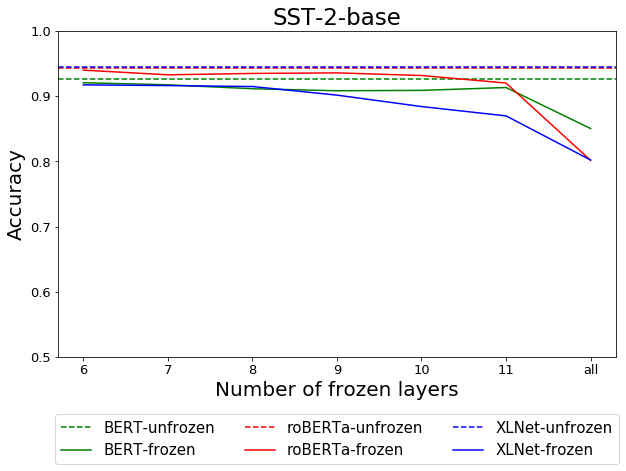 SST-2-base
1.0
0.9
0.8
0.7
0.6
0.5
Accuracy
6 7 8 9 10 11 all
Number of frozen layers
BERT-unfrozen roBERTa-unfrozen XLNet-unfrozen
BERT-frozen roBERTa-frozen XLNet-frozen